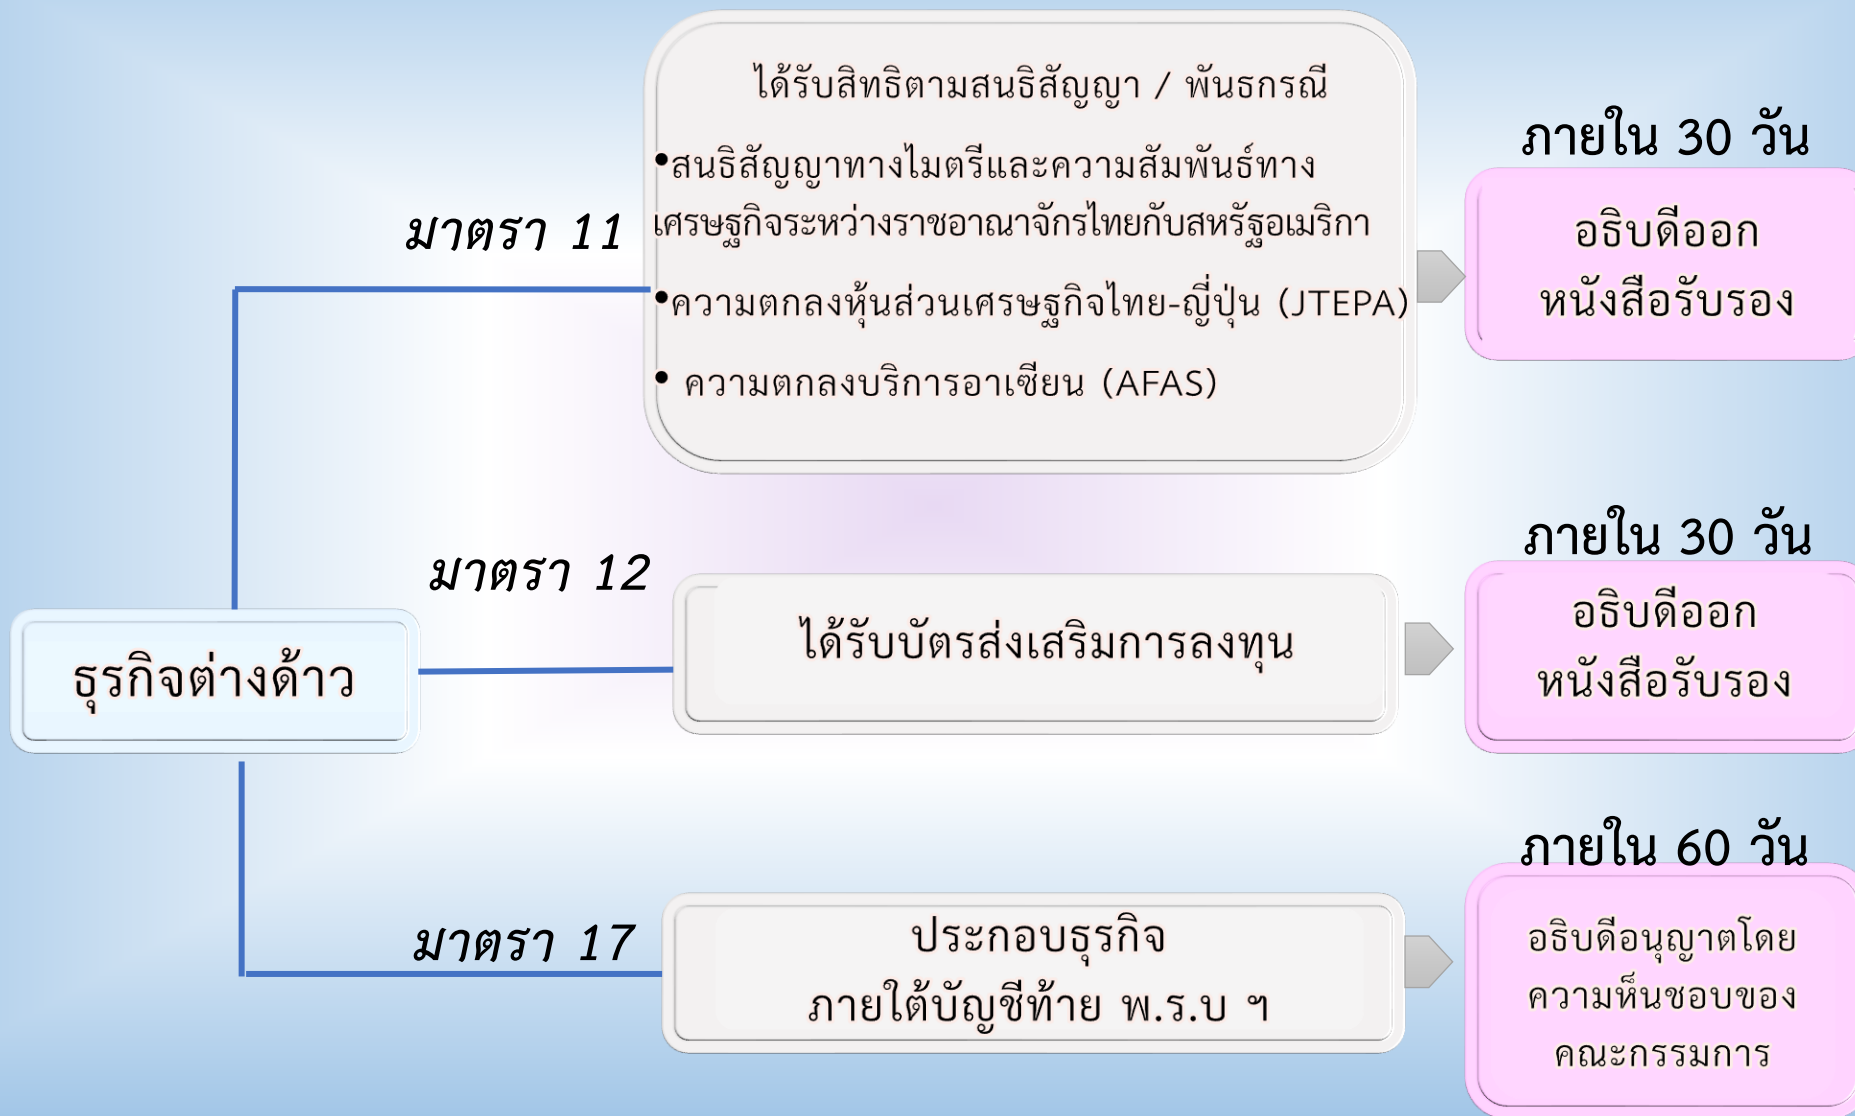 ได้รับสิทธิตามสนธิสัญญา / พันธกรณี
•สนธิสัญญาทางไมตรีและความสัมพันธ์ทาง
เศรษฐกิจระหว่างราชอาณาจักรไทยกับสหรัฐอเมริกา
•ความตกลงหุ้นส่วนเศรษฐกิจไทย-ญี่ปุ่น (JTEPA)
• ความตกลงบริการอาเซียน (AFAS)
มาตรา 11
ภายใน 30 วัน
อธิบดีออก
หนังสือรับรอง
มาตรา 12
ได้รับบัตรส่งเสริมการลงทุน
ภายใน 30 วัน
อธิบดีออก
หนังสือรับรอง
ธุรกิจต่างด้าว
มาตรา 17
ประกอบธุรกิจ
ภายใต้บัญชีท้าย พ.ร.บ ฯ
ภายใน 60 วัน
อธิบดีอนุญาตโดย
ความห็นชอบของ
คณะกรรมการ